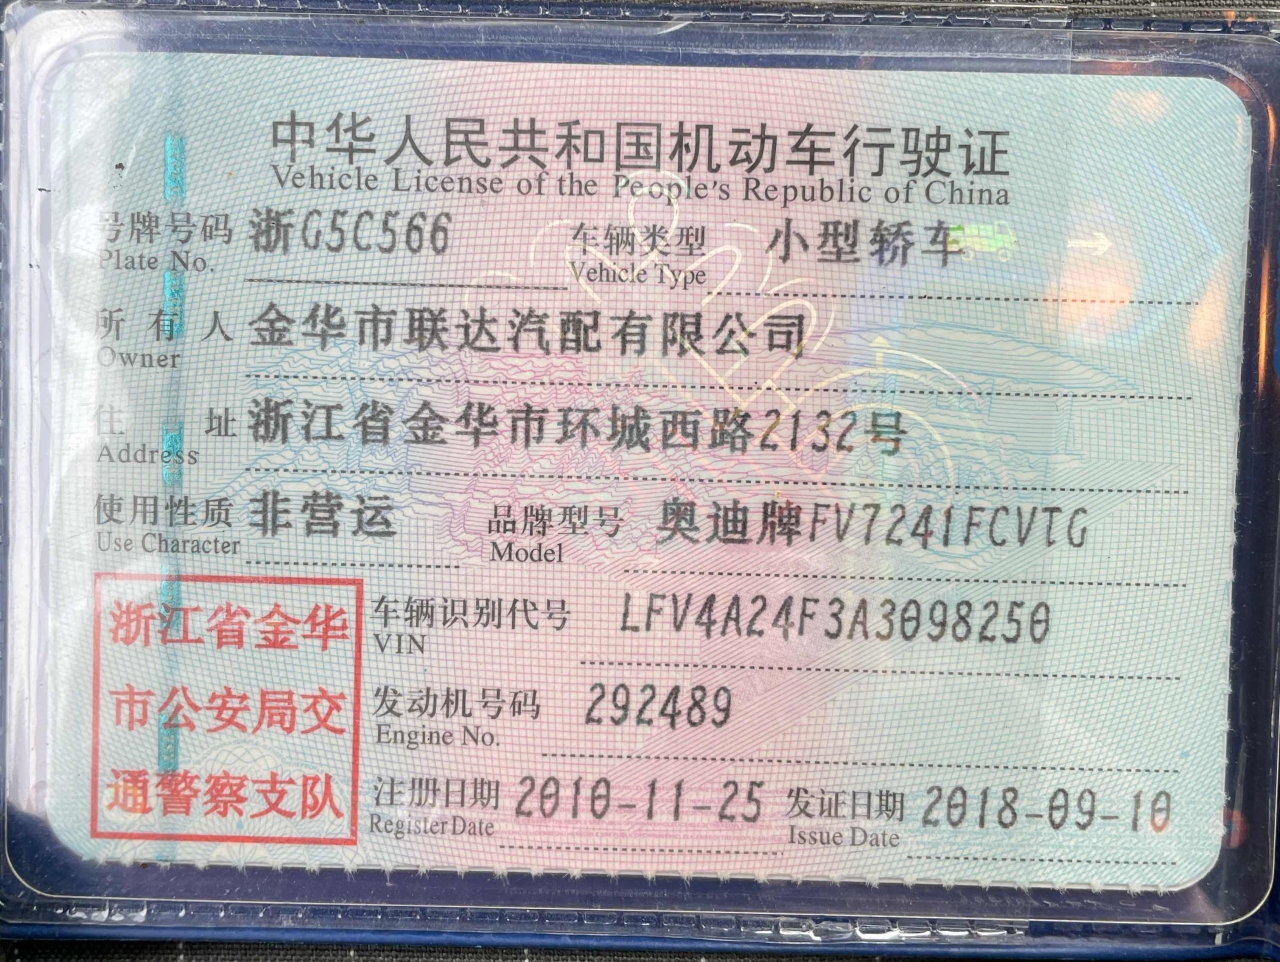 中华人民共和国机动车行驶证
Vehicle License of the People's Republic of China
号牌号码 浙G5C566 车辆类型 小型轿车
Plate No. Vehicle Type
所有人 金华市联达汽配有限公司
Owner
住址 浙江省金华市环城西路2132号
Address
使用性质 非营运 品牌型号 奥迪牌FV7241FCVTG
Use Character Model
浙江省金华
市公安局交
通警察支队
车辆识别代号 LFV4A24F3A3098250
VIN
发动机号码 292489
Engine No.
注册日期 2010-11-25 发证日期 2018-09-10
Register Date Issue Date